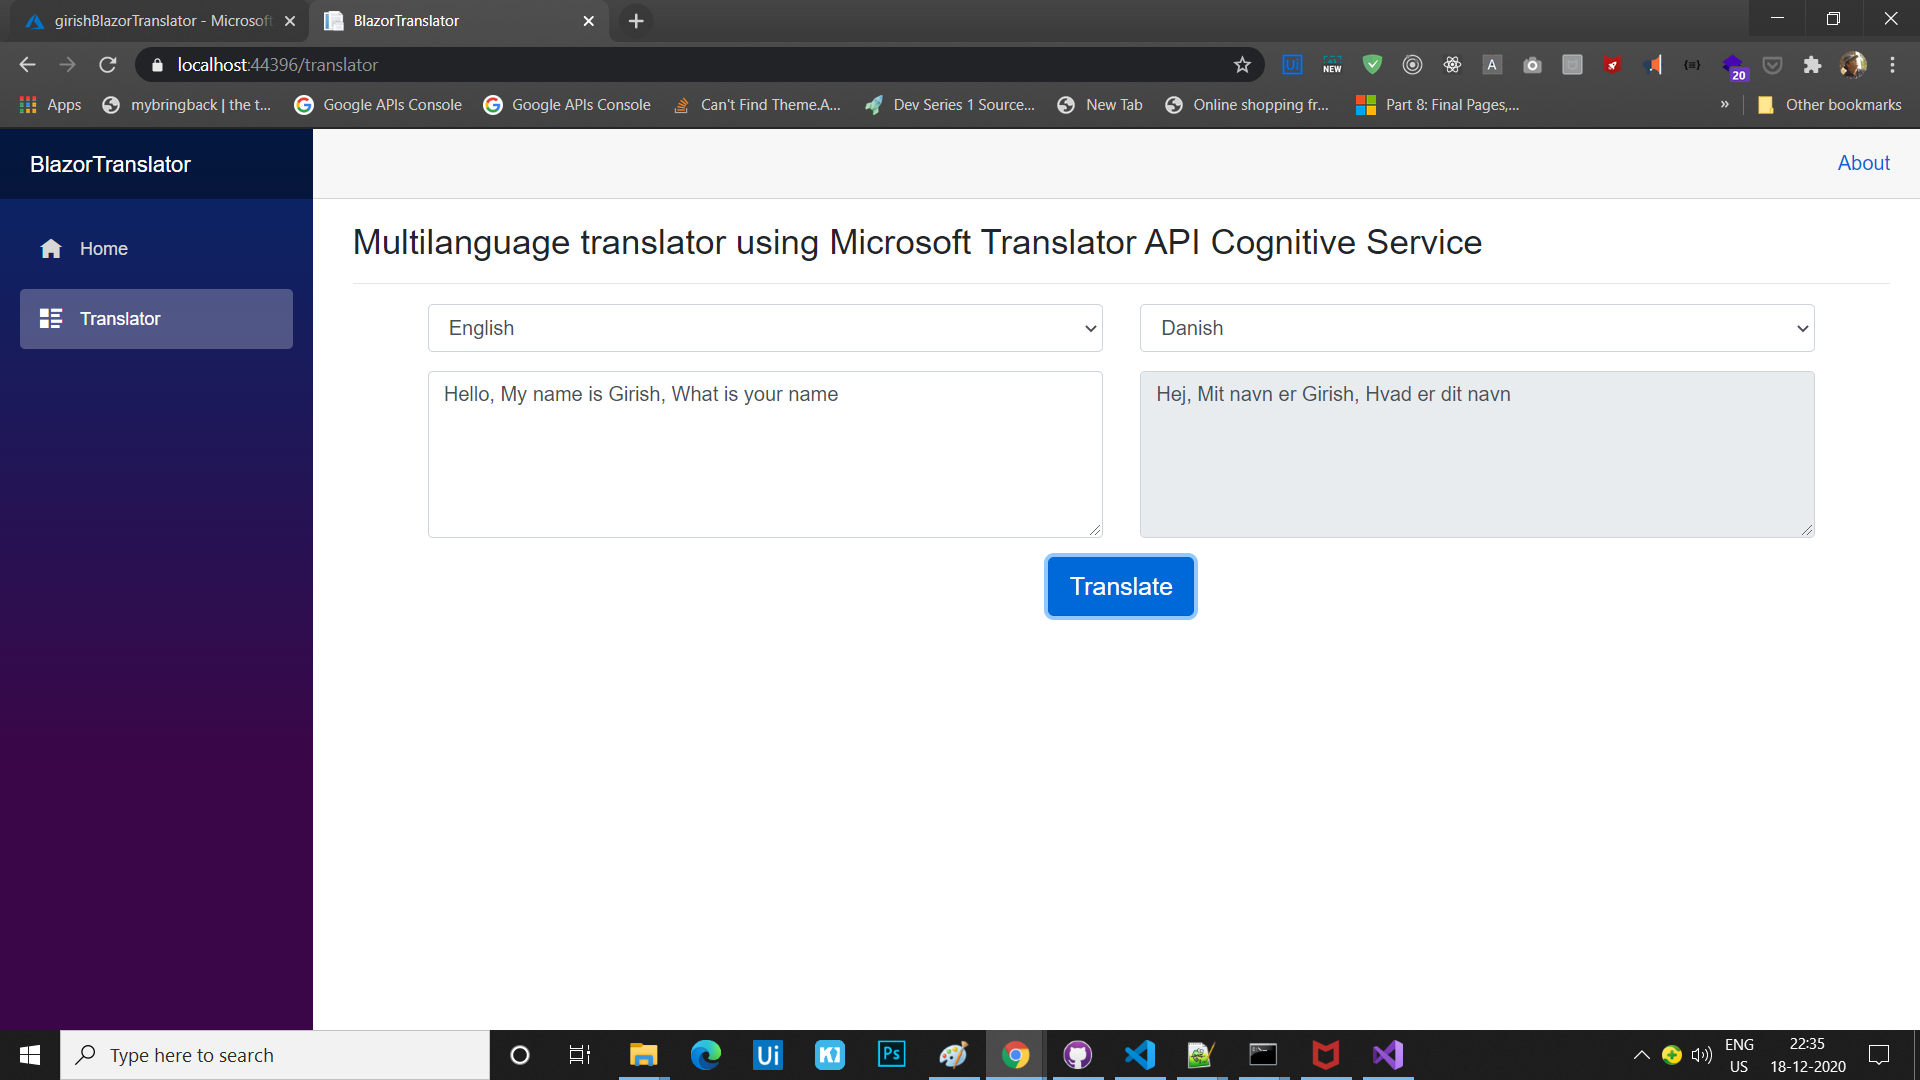 girishBlazorTranslator - Microsoft
BlazorTranslator
localhost:44396/translator
NEW
20
Apps
mybringback | the t...
Google APIs Console
Google APIs Console
Can't Find Theme.A...
Dev Series 1 Source...
New Tab
Online shopping fr...
Part 8: Final Pages,...
»
Other bookmarks
BlazorTranslator
About
Home
Translator
Multilanguage translator using Microsoft Translator API Cognitive Service
English
Danish
Hello, My name is Girish, What is your name
Hej, Mit navn er Girish, Hvad er dit navn
Translate
Type here to search
Ui
K
Ps
ENG
US
22:35
18-12-2020